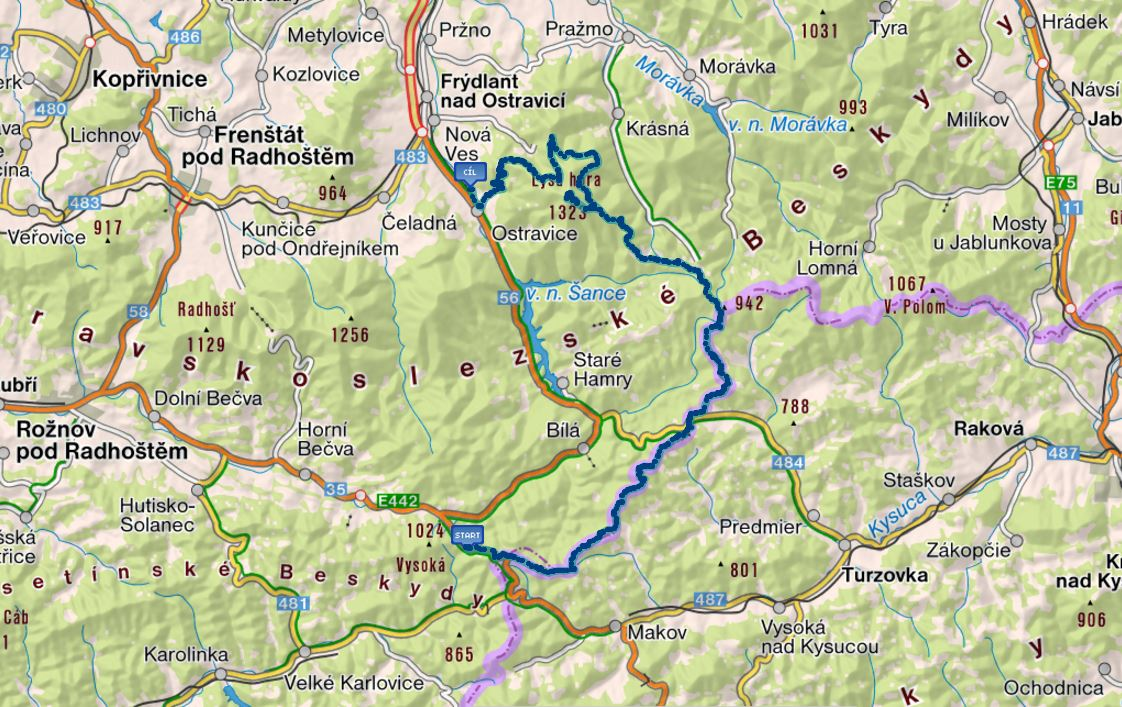 486
Metylovice
Pržno
Pražmo
1031
Tyra
Hrádek
Kopřivnice
Kozlovice
Morávka
Morávka
Frýdlant
nad Ostravicí
480
Tichá
Frenštát
pod Radhoštěm
Lichnov
Nová
Ves
Krásná
v. n. Morávka
993
Milíkov
Návsí
Jab
483
964
CÍL
Lysá hora
1323
E75
11
483
917
Veřovice
Kunčice
pod Ondřejníkem
Čeladná
Ostravice
Mosty
u Jablunkova
Horní
Lomná
1067
V. Polom
942
56
v. n. Šance
58
Radhošť
1129
1256
M o r a v s k o s l e z s k é
B e s k y d y
Staré
Hamry
Dolní Bečva
Rožnov
pod Radhoštěm
Horní
Bečva
Bílá
788
484
Raková
487
Staškov
35
E442
Kysuca
Hutisko-
Solanec
1024
Vysoká
START
Predmier
Zákopčie
Turzovka
801
B e s k y d y
481
487
Makov
Vysoká
nad Kysucou
906
Cáb
Karolinka
865
Velké Karlovice
Ochodnica